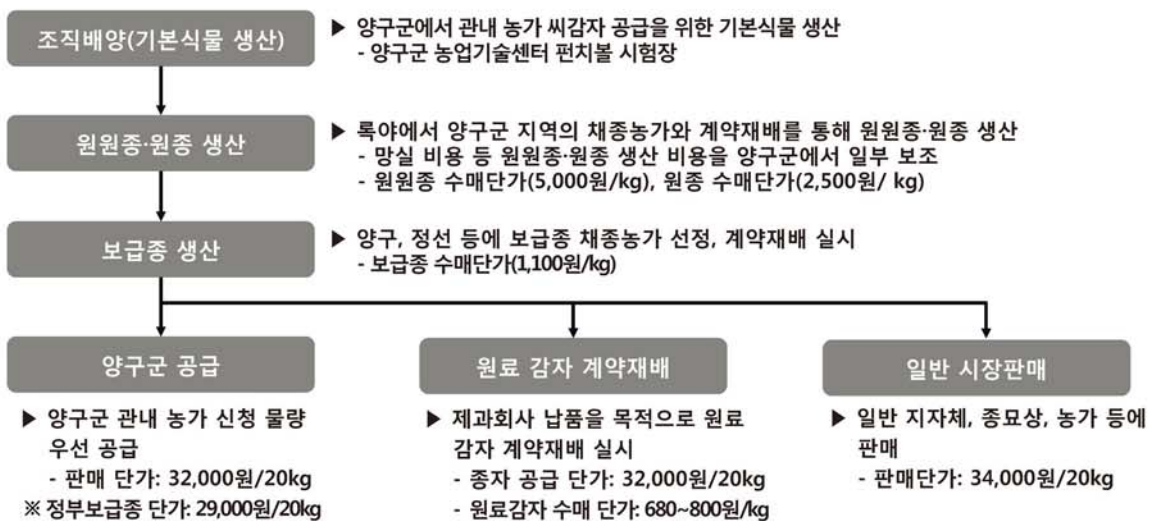 조직배양(기본식물 생산)
▶ 양구군에서 관내 농가 씨감자 공급을 위한 기본식물 생산
- 양구군 농업기술센터 펀치볼 시험장
원원종·원종 생산
▶ 록야에서 양구군 지역의 채종농가와 계약재배를 통해 원원종·원종 생산
- 망실 비용 등 원원종·원종 생산 비용을 양구군에서 일부 보조
- 원원종 수매단가(5,000원/kg), 원종 수매단가(2,500원/ kg)
보급종 생산
▶ 양구, 정선 등에 보급종 채종농가 선정, 계약재배 실시
- 보급종 수매단가(1,100원/kg)
양구군 공급
▶ 양구군 관내 농가 신청 물량
우선 공급
- 판매 단가: 32,000원/20kg
※ 정부보급종 단가: 29,000원/20kg
원료 감자 계약재배
▶ 제과회사 납품을 목적으로 원료
감자 계약재배 실시
- 종자 공급 단가: 32,000원/20kg
- 원료감자 수매 단가: 680~800원/kg
일반 시장판매
▶ 일반 지자체, 종묘상, 농가 등에
판매
- 판매단가: 34,000원/20kg